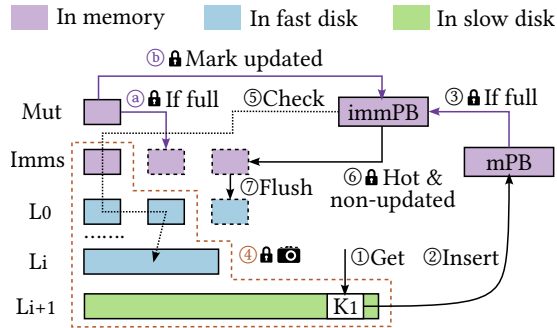 In memory In fast disk In slow disk
ⓑ Mark updated
ⓐ If full
⑤Check
③ If full
Mut
immPB
Imms
mPB
⑥ Hot &
non-updated
⑦Flush
L0
......
④
①Get
②Insert
Li
Li+1
K1